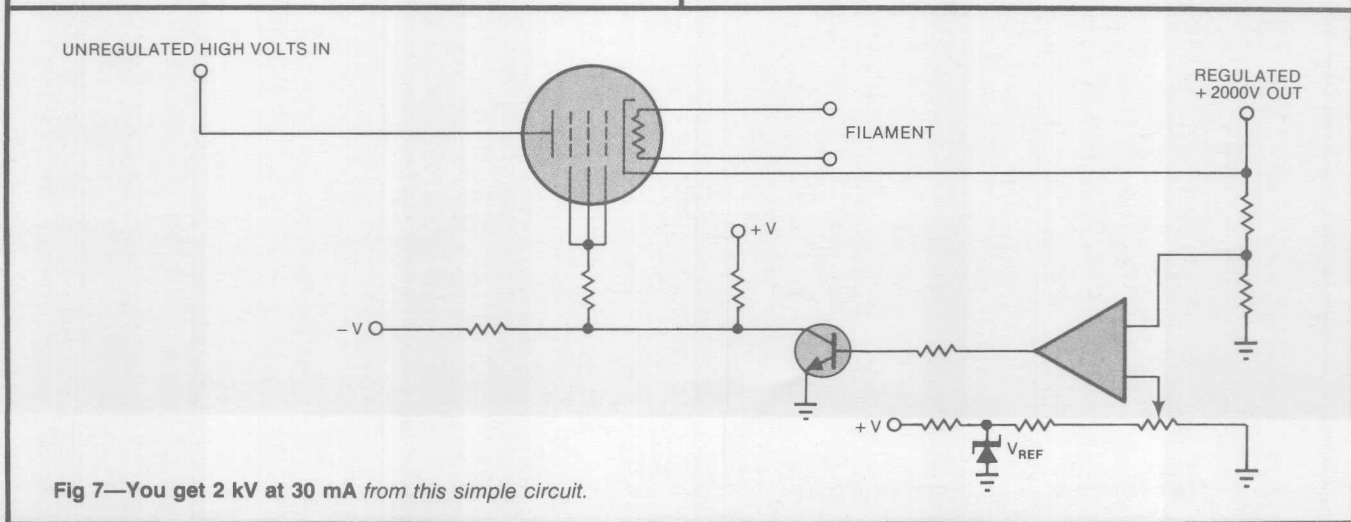 UNREGULATED HIGH VOLTS IN
REGULATED
+2000V OUT
FILAMENT
+V
−V
+V
VREF
Fig 7—You get 2 kV at 30 mA from this simple circuit.